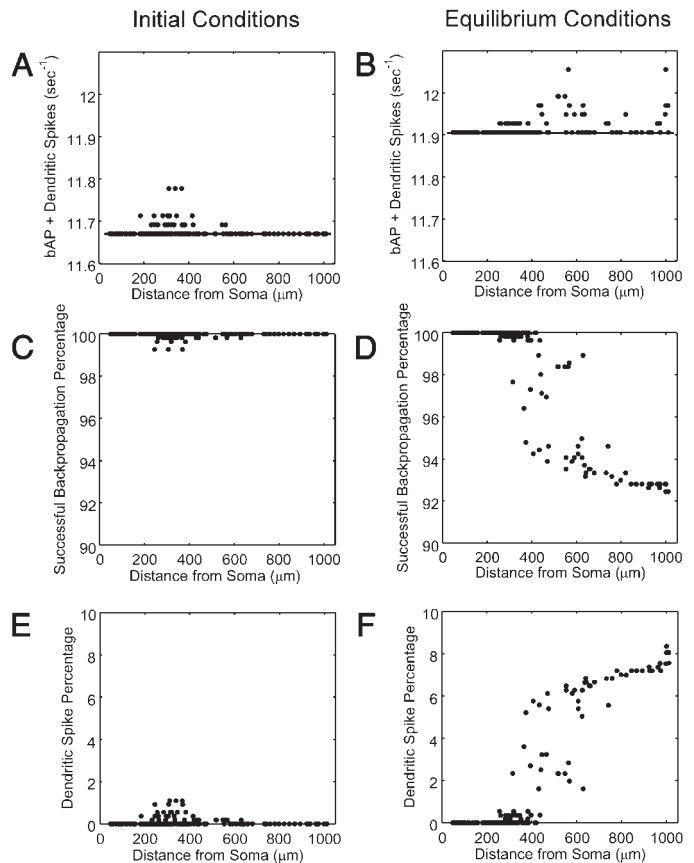 Initial Conditions
Equilibrium Conditions
A
bAP + Dendritic Spikes (sec⁻¹)
12
11.9
11.8
11.7
11.6
0 200 400 600 800 1000
Distance from Soma (μm)
B
bAP + Dendritic Spikes (sec⁻¹)
12
11.9
11.8
11.7
11.6
0 200 400 600 800 1000
Distance from Soma (μm)
C
Successful Backpropagation Percentage
100
98
96
94
92
90
0 200 400 600 800 1000
Distance from Soma (μm)
D
Successful Backpropagation Percentage
100
98
96
94
92
90
0 200 400 600 800 1000
Distance from Soma (μm)
E
Dendritic Spike Percentage
10
8
6
4
2
0
0 200 400 600 800 1000
Distance from Soma (μm)
F
Dendritic Spike Percentage
10
8
6
4
2
0
0 200 400 600 800 1000
Distance from Soma (μm)